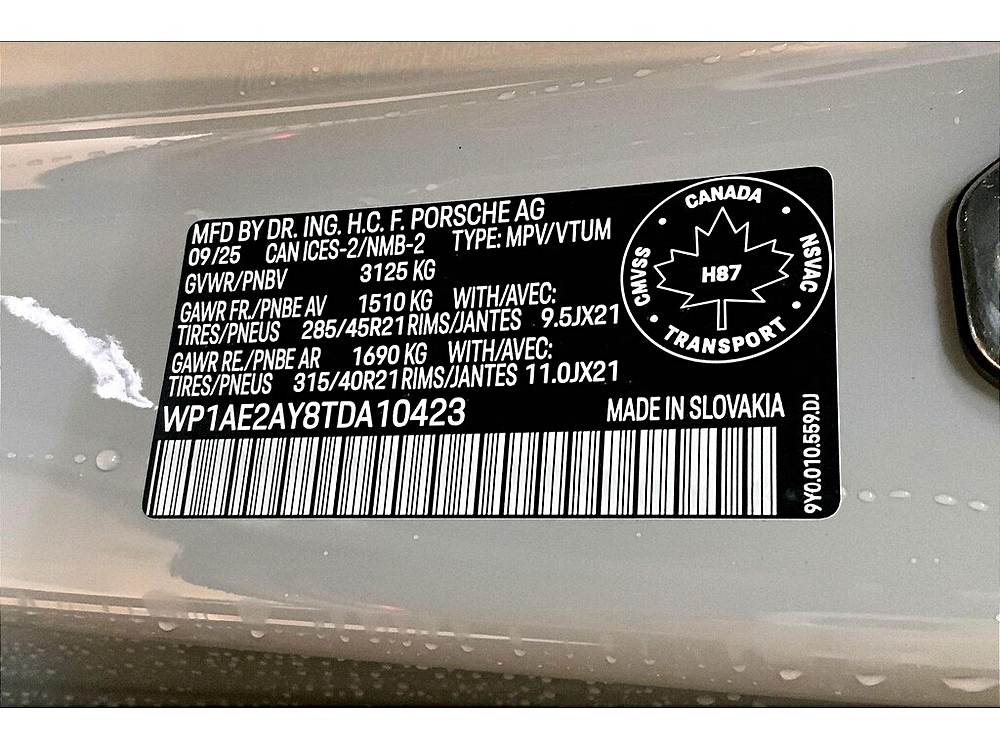 MFD BY DR. ING. H.C. F. PORSCHE AG
09/25 CAN ICES-2/NMB-2 TYPE: MPV/VTUM
GVWR/PNBV 3125 KG
GAWR FR./PNBE AV 1510 KG WITH/AVEC:
TIRES/PNEUS 285/45R21 RIMS/JANTES 9.5JX21
GAWR RE./PNBE AR 1690 KG WITH/AVEC:
TIRES/PNEUS 315/40R21 RIMS/JANTES 11.0JX21
WP1AE2AY8TDA10423 MADE IN SLOVAKIA
CANADA
CMVSS
H87
NSVAC
TRANSPORT
9Y0.010.559.DJ